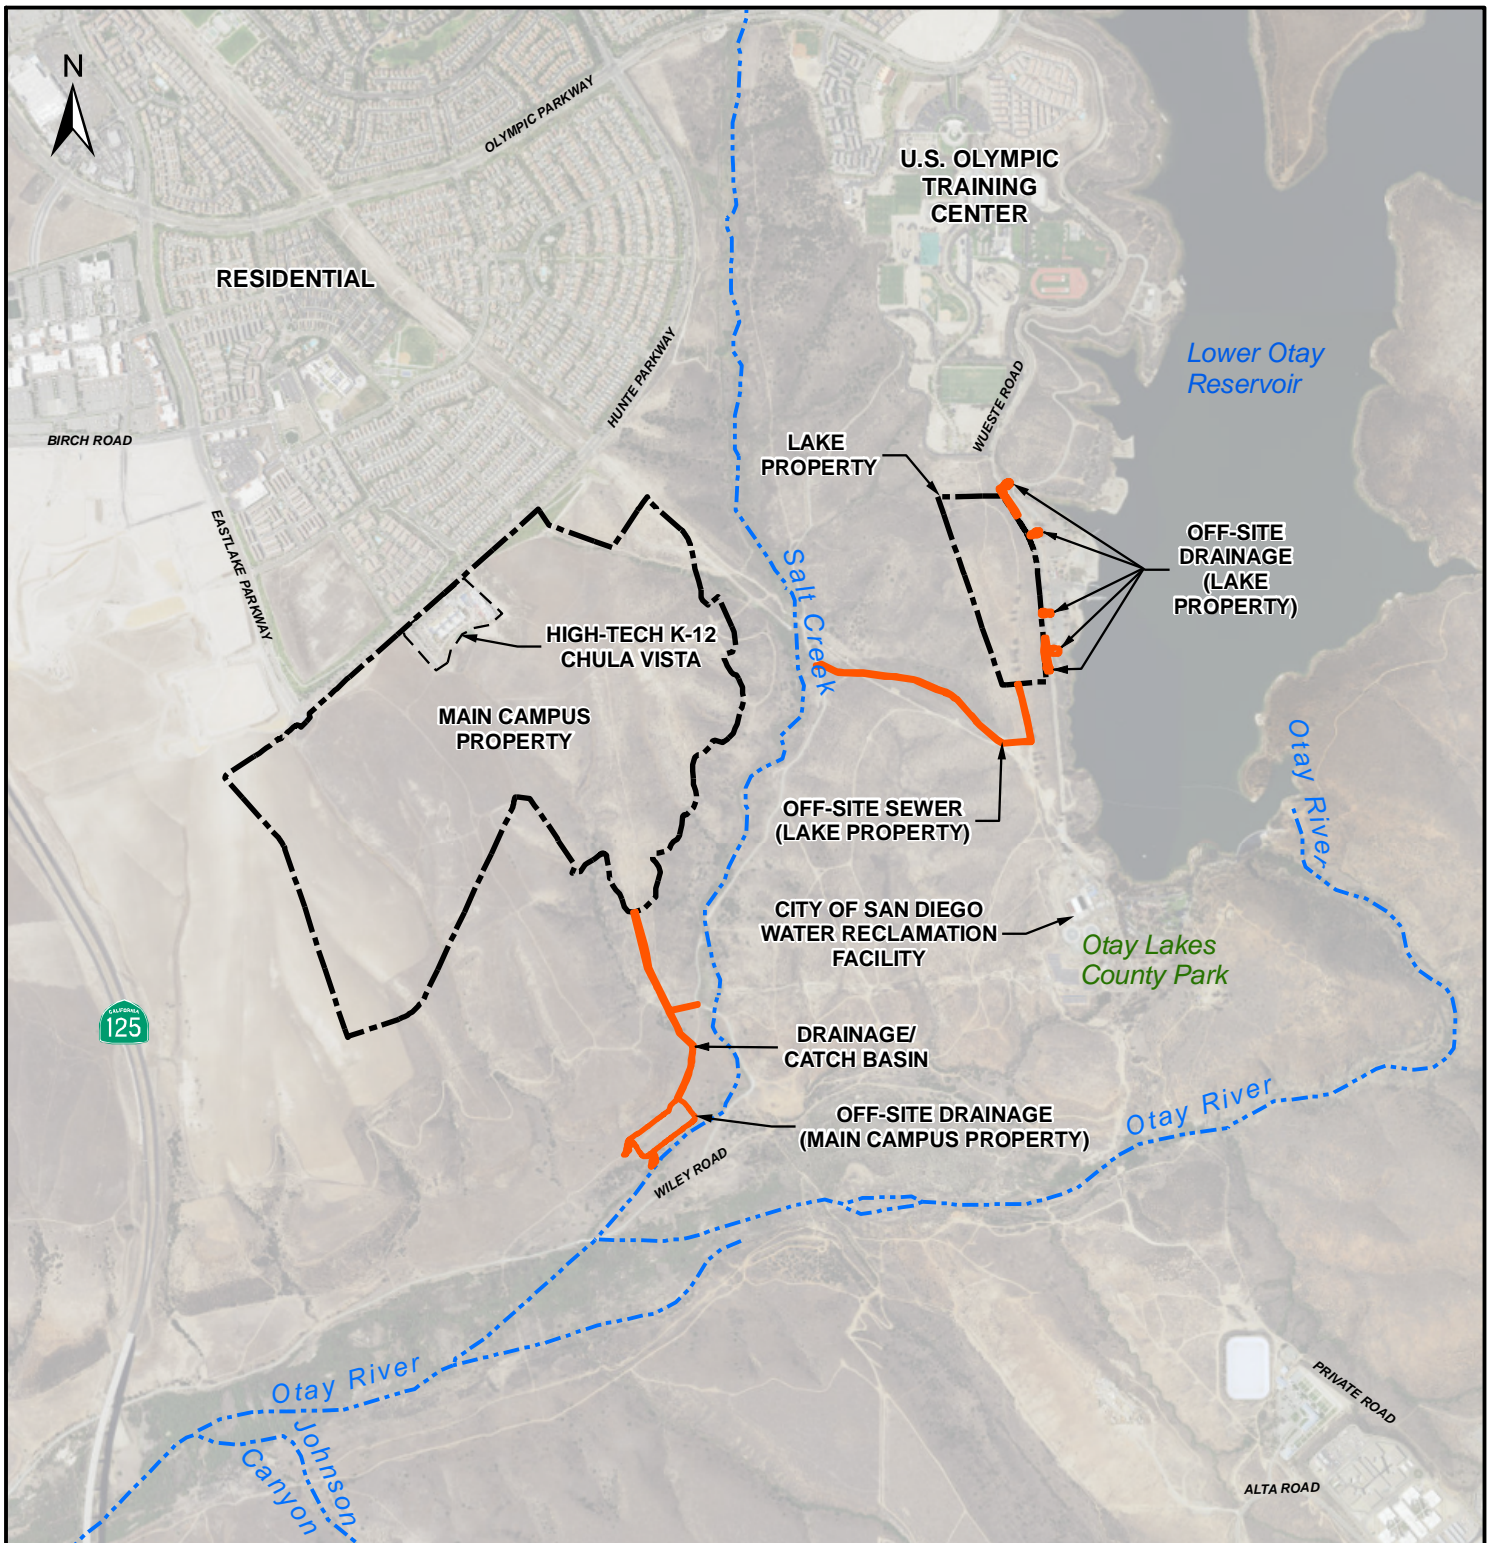 N
OLYMPIC PARKWAY
U.S. OLYMPIC
TRAINING
CENTER
RESIDENTIAL
HUNTE PARKWAY
Lower Otay
Reservoir
WUESTE ROAD
BIRCH ROAD
LAKE
PROPERTY
EASTLAKE PARKWAY
OFF-SITE
DRAINAGE
(LAKE
PROPERTY)
Salt Creek
HIGH-TECH K-12
CHULA VISTA
MAIN CAMPUS
PROPERTY
Otay River
OFF-SITE SEWER
(LAKE PROPERTY)
CITY OF SAN DIEGO
WATER RECLAMATION
FACILITY
Otay Lakes
County Park
CALIFORNIA
125
DRAINAGE/
CATCH BASIN
OFF-SITE DRAINAGE
(MAIN CAMPUS PROPERTY)
Otay River
WILEY ROAD
Otay River
PRIVATE ROAD
Johnson
Canyon
ALTA ROAD